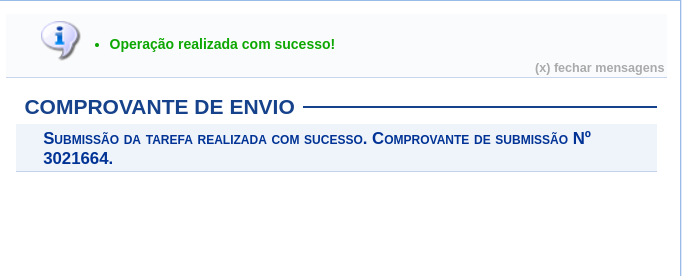 Operação realizada com sucesso!
(x) fechar mensagens
COMPROVANTE DE ENVIO
Submissão da tarefa realizada com sucesso. Comprovante de submissão Nº
3021664.